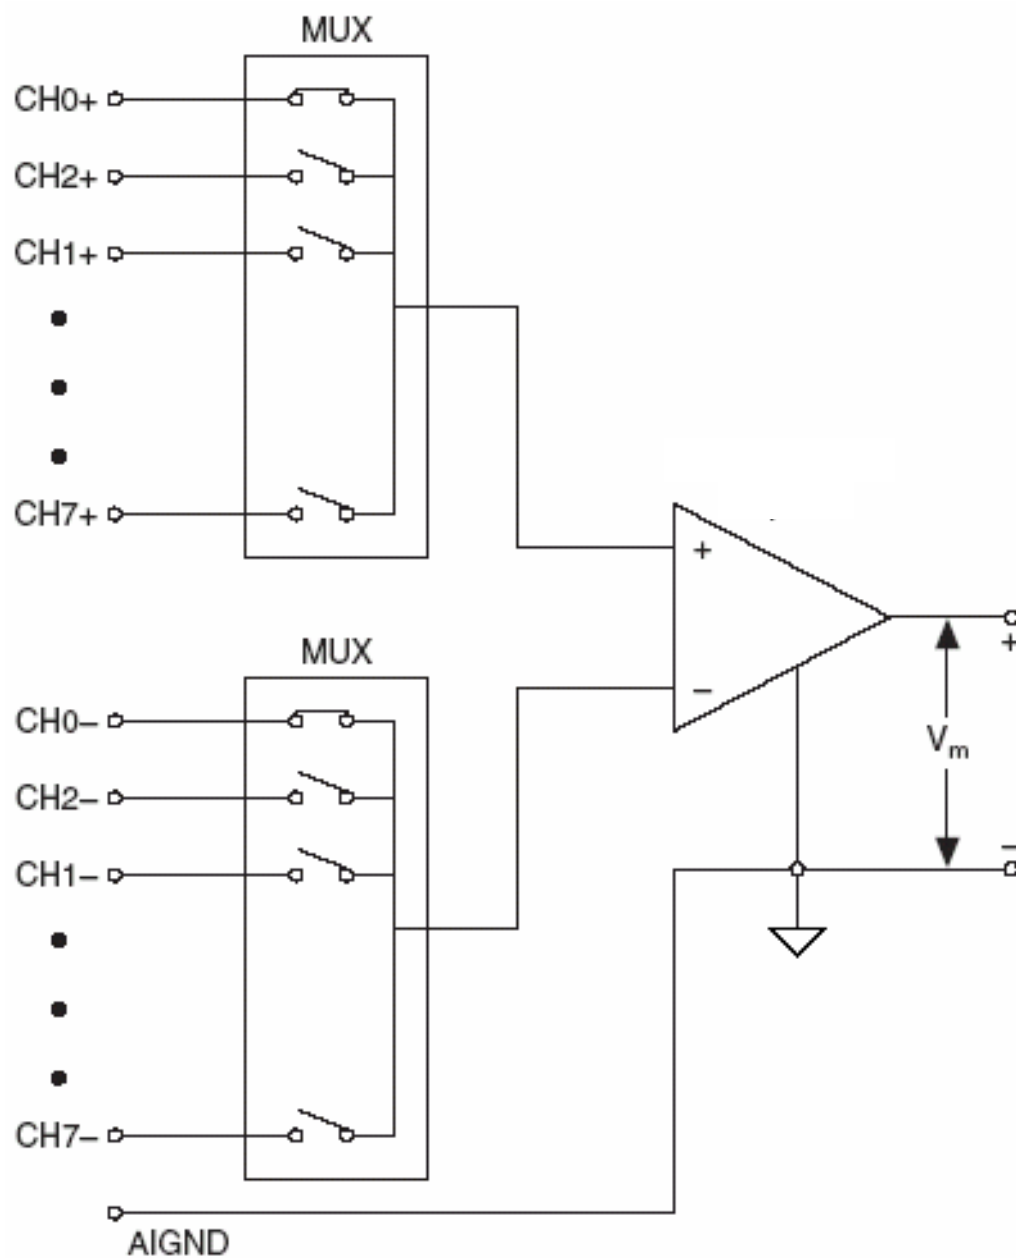 MUX
CH0+
CH2+
CH1+
CH7+
+
−
+
Vm
−
MUX
CH0−
CH2−
CH1−
CH7−
AIGND